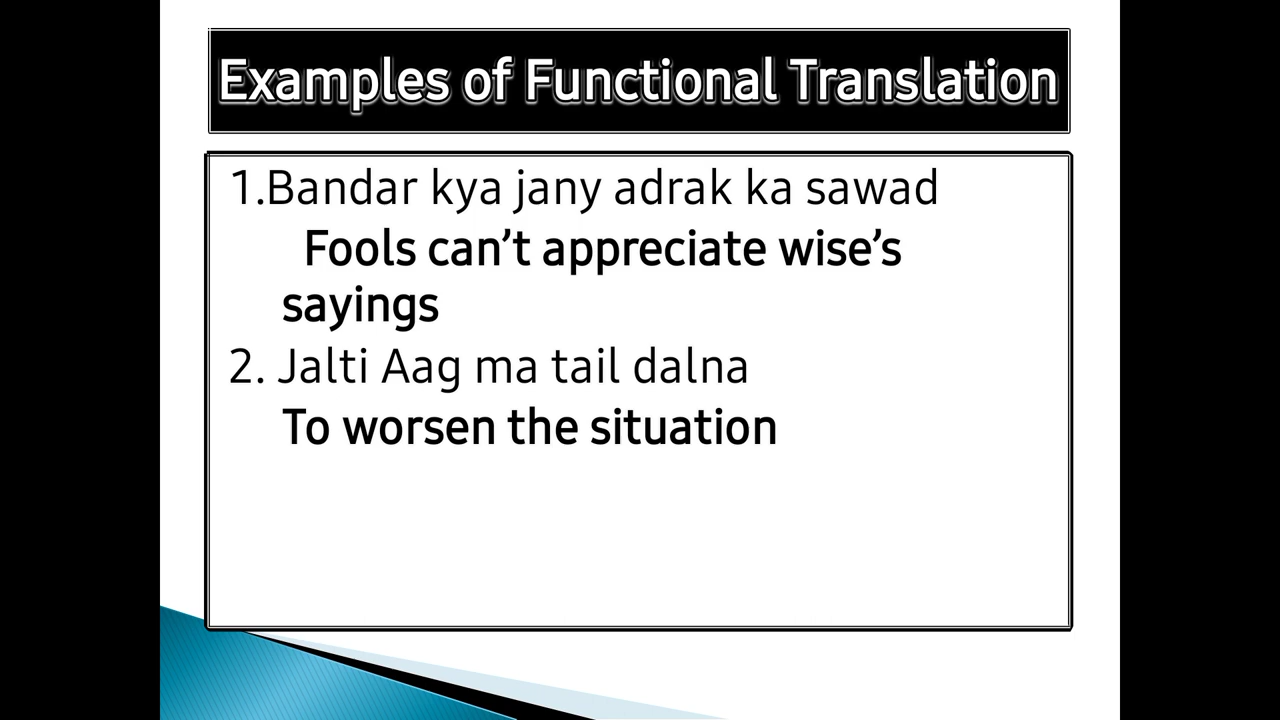 Examples of Functional Translation
1.Bandar kya jany adrak ka sawad
Fools can’t appreciate wise’s
sayings
2. Jalti Aag ma tail dalna
To worsen the situation